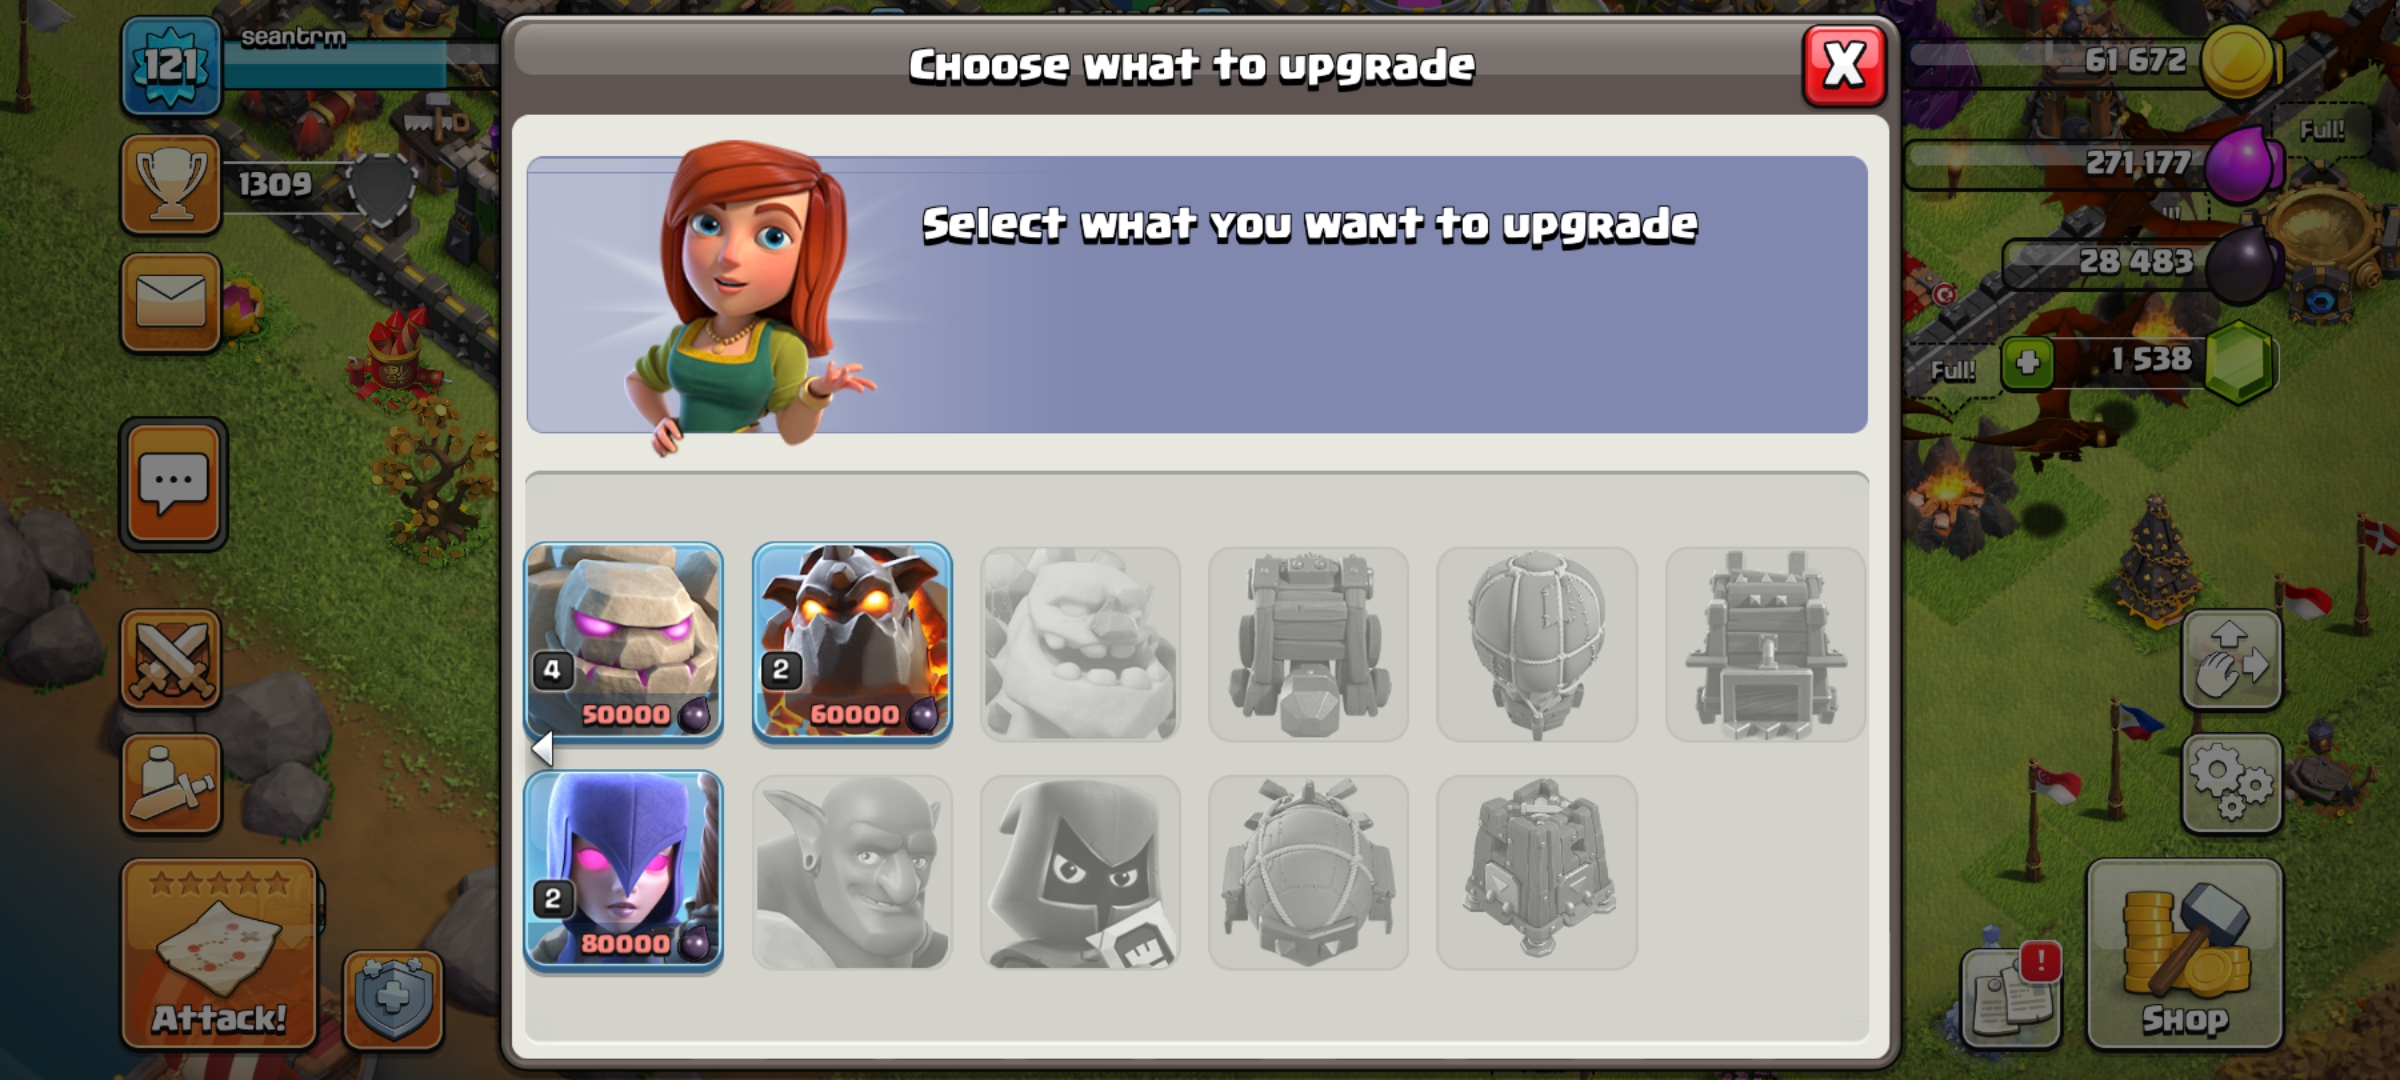 121
seantrm
Choose what to upgrade
X
61 672
Full!
1309
Select what you want to upgrade
271 177
28 483
Full!
1 538
4
50000
2
60000
2
80000
!
Attack!
Shop